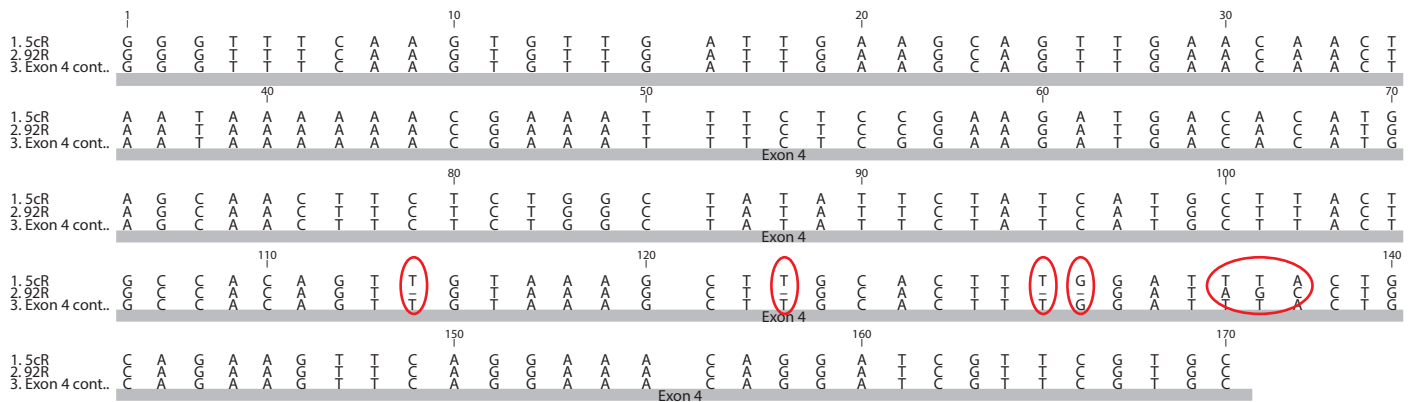 1 10 20 30
1. 5cR G G G T T T C A A G T G T T G A T T G A A G C A G T T G A A C A A C T
2.92R G G G T T T C A A G T G T T G A T T G A A G C A G T T G A A C A A C T
3. Exon 4 cont.. G G G T T T C A A G T G T T G A T T G A A G C A G T T G A A C A A C T
40 50 60 70
1.5cR A A T A A A A A A C G A A A T T T C T C C G A A G A T G A C A C A T G
2.92R A A T A A A A A A C G A A A T T T C T C C G A A G A T G A C A C A T G
3. Exon 4 cont.. A A T A A A A A A C G A A A T T T C T C G G A A G A T G A C A C A T G
Exon 4
80 90 100
1.5cR A G C A A C T T C T C T G G C T A T A T T C T A T C A T G C T T A C T
2.92R A G C A A C T T C T C T G G C T A T A T T C T A T C A T G C T T A C T
3. Exon 4 cont.. A G C A A C T T C T C T G G C T A T A T T C T A T C A T G C T T A C T
Exon 4
110 120 140
1.5cR G C C A C A G T T G T A A A G C T T G C A C T T T G G A T T T A C T G
2.92R G C C A C A G T – G T A A A G C T – G C A C T T – – G A T A G C C T G
3. Exon 4 cont.. G C C A C A G T T G T A A A G C T T G C A C T T T G G A T T T A C T G
Exon 4
150 160 170
1.5cR C A G A A G T T C A G G A A A C A G G A T C G T T C G T G C
2.92R C A G A A G T T C A G G A A A C A G G A T C G T T C G T G C
3. Exon 4 cont.. C A G A A G T T C A G G A A A C A G G A T C G T T C G T G C
Exon 4